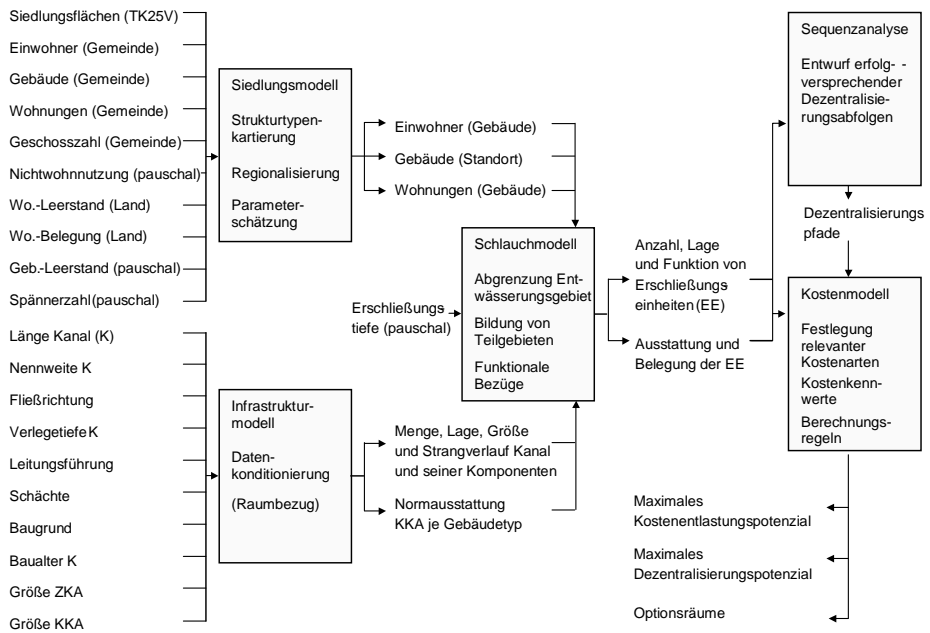 Siedlungsflächen (TK25V)
Einwohner (Gemeinde)
Gebäude (Gemeinde)
Wohnungen (Gemeinde)
Geschosszahl (Gemeinde)
Nichtwohnnutzung (pauschal)
Wo.-Leerstand (Land)
Wo.-Belegung (Land)
Geb.-Leerstand (pauschal)
Spännerzahl(pauschal)
Länge Kanal (K)
Nennweite K
Fließrichtung
Verlegetiefe K
Leitungsführung
Schächte
Baugrund
Baualter K
Größe ZKA
Größe KKA
Siedlungsmodell
Strukturtypen-
kartierung
Regionalisierung
Parameter-
schätzung
Infrastruktur-
modell
Daten-
konditionierung
(Raumbezug)
Einwohner (Gebäude)
Gebäude (Standort)
Wohnungen (Gebäude)
Erschließungs-
tiefe (pauschal)
Menge, Lage, Größe
und Strangverlauf Kanal
und seiner Komponenten
Normausstattung
KKA je Gebäudetyp
Schlauchmodell
Abgrenzung Ent-
wässerungsgebiet
Bildung von
Teilgebieten
Funktionale
Bezüge
Anzahl, Lage
und Funktion von
Erschließungs-
einheiten (EE)
Ausstattung und
Belegung der EE
Sequenzanalyse
Entwurf erfolg- -
versprechender
Dezentralisie-
rungsabfolgen
Dezentralisierungs
pfade
Kostenmodell
Festlegung
relevanter
Kostenarten
Kostenkenn-
werte
Berechnungs-
regeln
Maximales
Kostenentlastungspotenzial
Maximales
Dezentralisierungspotenzial
Optionsräume